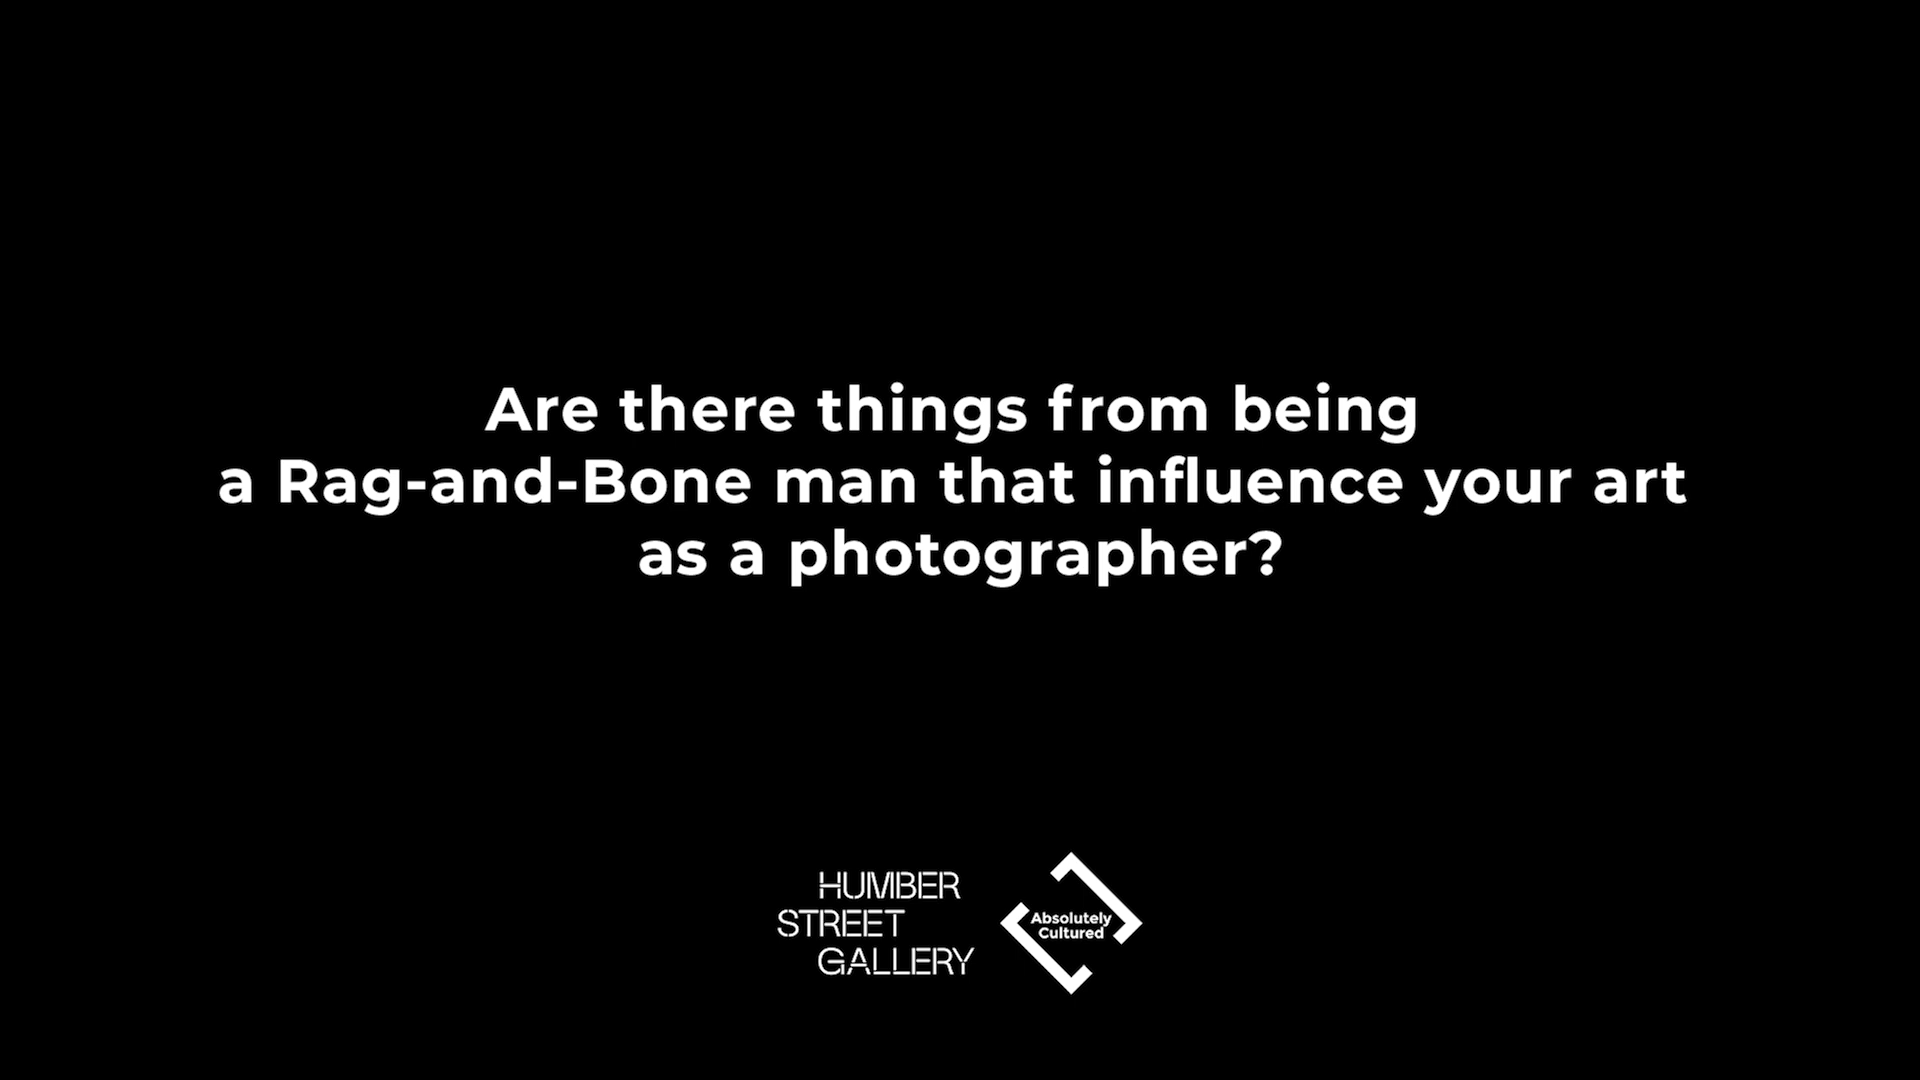 Are there things from being
a Rag-and-Bone man that influence your art
as a photographer?
HUMBER
STREET
GALLERY
Absolutely
Cultured